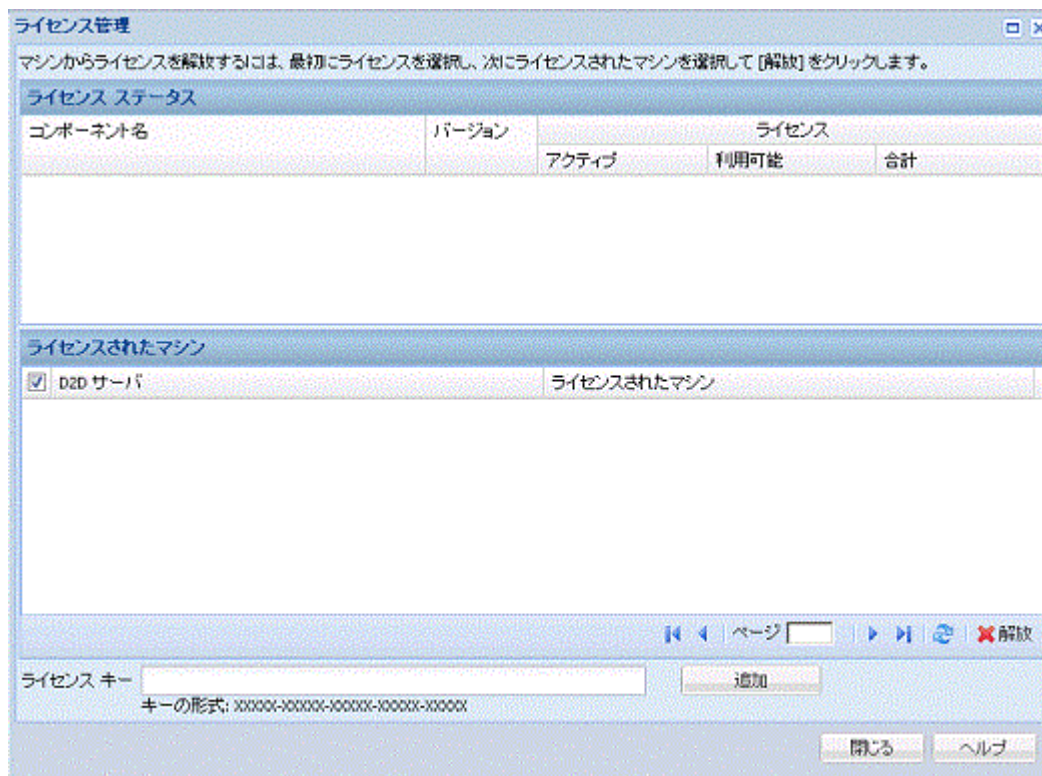 ライセンス管理
マシンからライセンスを解放するには、最初にライセンスを選択し、次にライセンスされたマシンを選択して [解放] をクリックします。
ライセンス ステータス
コンポーネント名 バージョン ライセンス
アクティブ 利用可能 合計
ライセンスされたマシン
D2D サーバ ライセンスされたマシン
ページ 解放
ライセンス キー 追加
キーの形式: XXXXX-XXXXX-XXXXX-XXXXX-XXXXX
閉じる ヘルプ